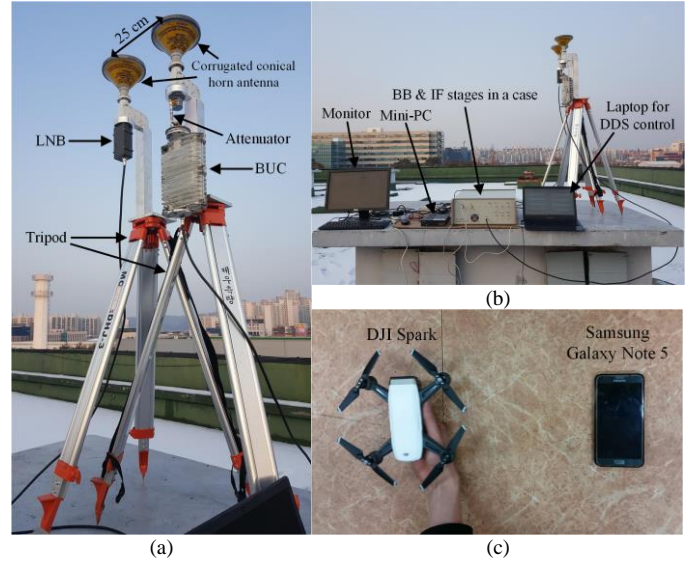 25 cm
Corrugated conical
horn antenna
LNB
Attenuator
BUC
Tripod
(a)
BB & IF stages in a case
Monitor
Mini-PC
Laptop for
DDS control
(b)
DJI Spark
Samsung
Galaxy Note 5
(c)